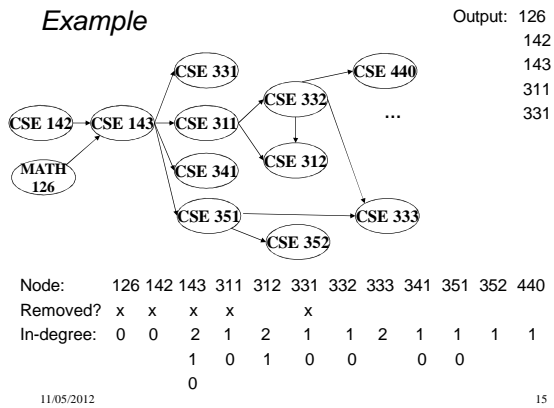 Example
Output: 126
142
143
311
331
CSE 331
CSE 440
CSE 332
CSE 142
CSE 143
CSE 311
…
MATH
126
CSE 312
CSE 341
CSE 351
CSE 333
CSE 352
Node: 126 142 143 311 312 331 332 333 341 351 352 440
Removed? x x x x x
In-degree: 0 0 2 1 2 1 1 2 1 1 1 1
1 0 1 0 0 0 0
0
11/05/2012
15